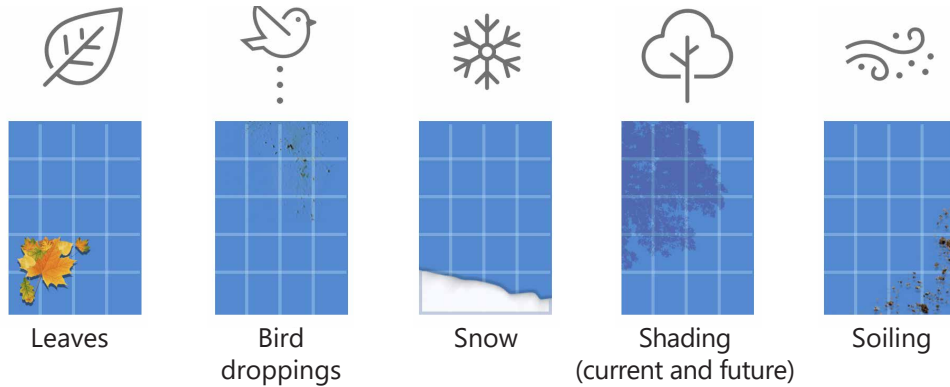 Leaves
Bird
droppings
Snow
Shading
(current and future)
Soiling